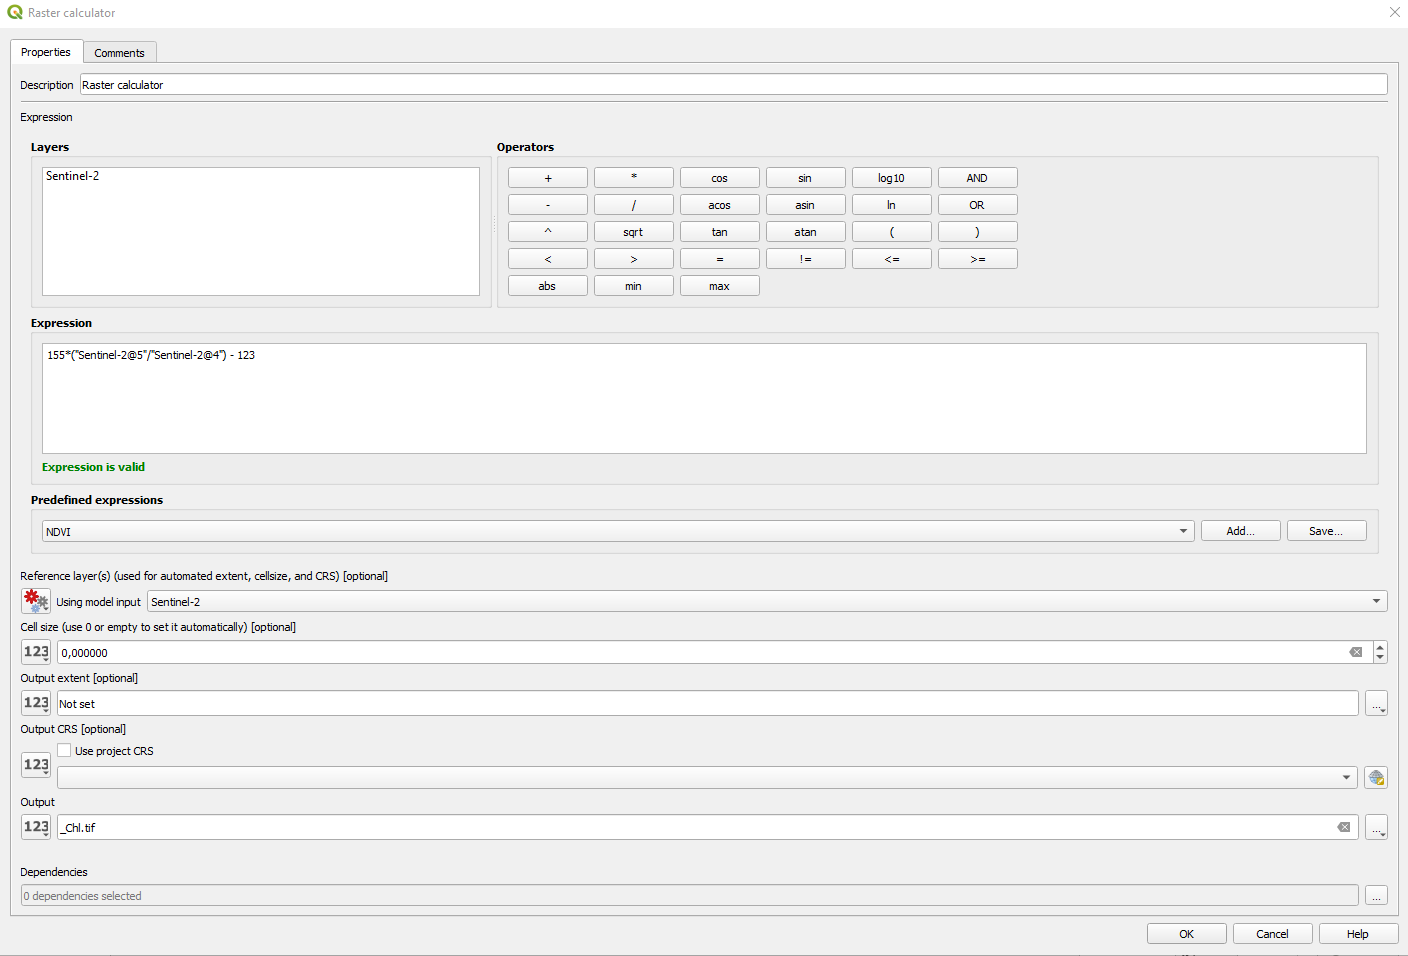 Raster calculator
Properties Comments
Description Raster calculator
Expression
Layers
Sentinel-2
Operators
+ * cos sin log10 AND
- / acos asin ln OR
^ sqrt tan atan ( )
< > = != <= >=
abs min max
Expression
155*("Sentinel-2@5"/"Sentinel-2@4") - 123
Expression is valid
Predefined expressions
NDVI Add... Save...
Reference layer(s) (used for automated extent, cellsize, and CRS) [optional]
Using model input Sentinel-2
Cell size (use 0 or empty to set it automatically) [optional]
123 0,000000
Output extent [optional]
123 Not set ...
Output CRS [optional]
Use project CRS
123
Output
123 _Chl.tif ...
Dependencies
0 dependencies selected ...
OK Cancel Help